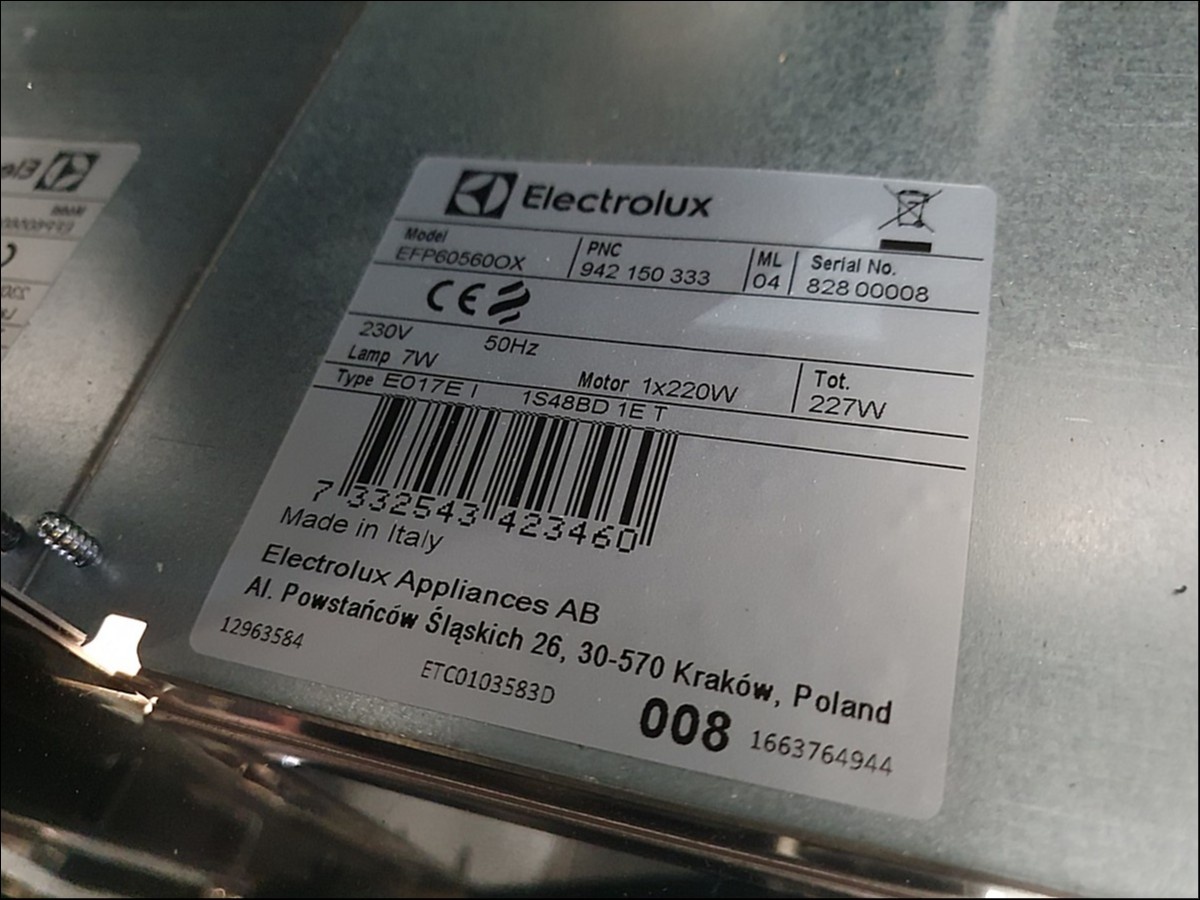 Electrolux
Model PNC ML Serial No.
EFP60560OX 942 150 333 04 828 00008
CE
230V 50Hz
Lamp 7W Motor 1x220W Tot. 227W
Type E017E I 1S48BD 1E T
7 332543 423460
Made in Italy
Electrolux Appliances AB
Al. Powstańców Śląskich 26, 30-570 Kraków, Poland
12963584 ETC0103583D 008 1663764944